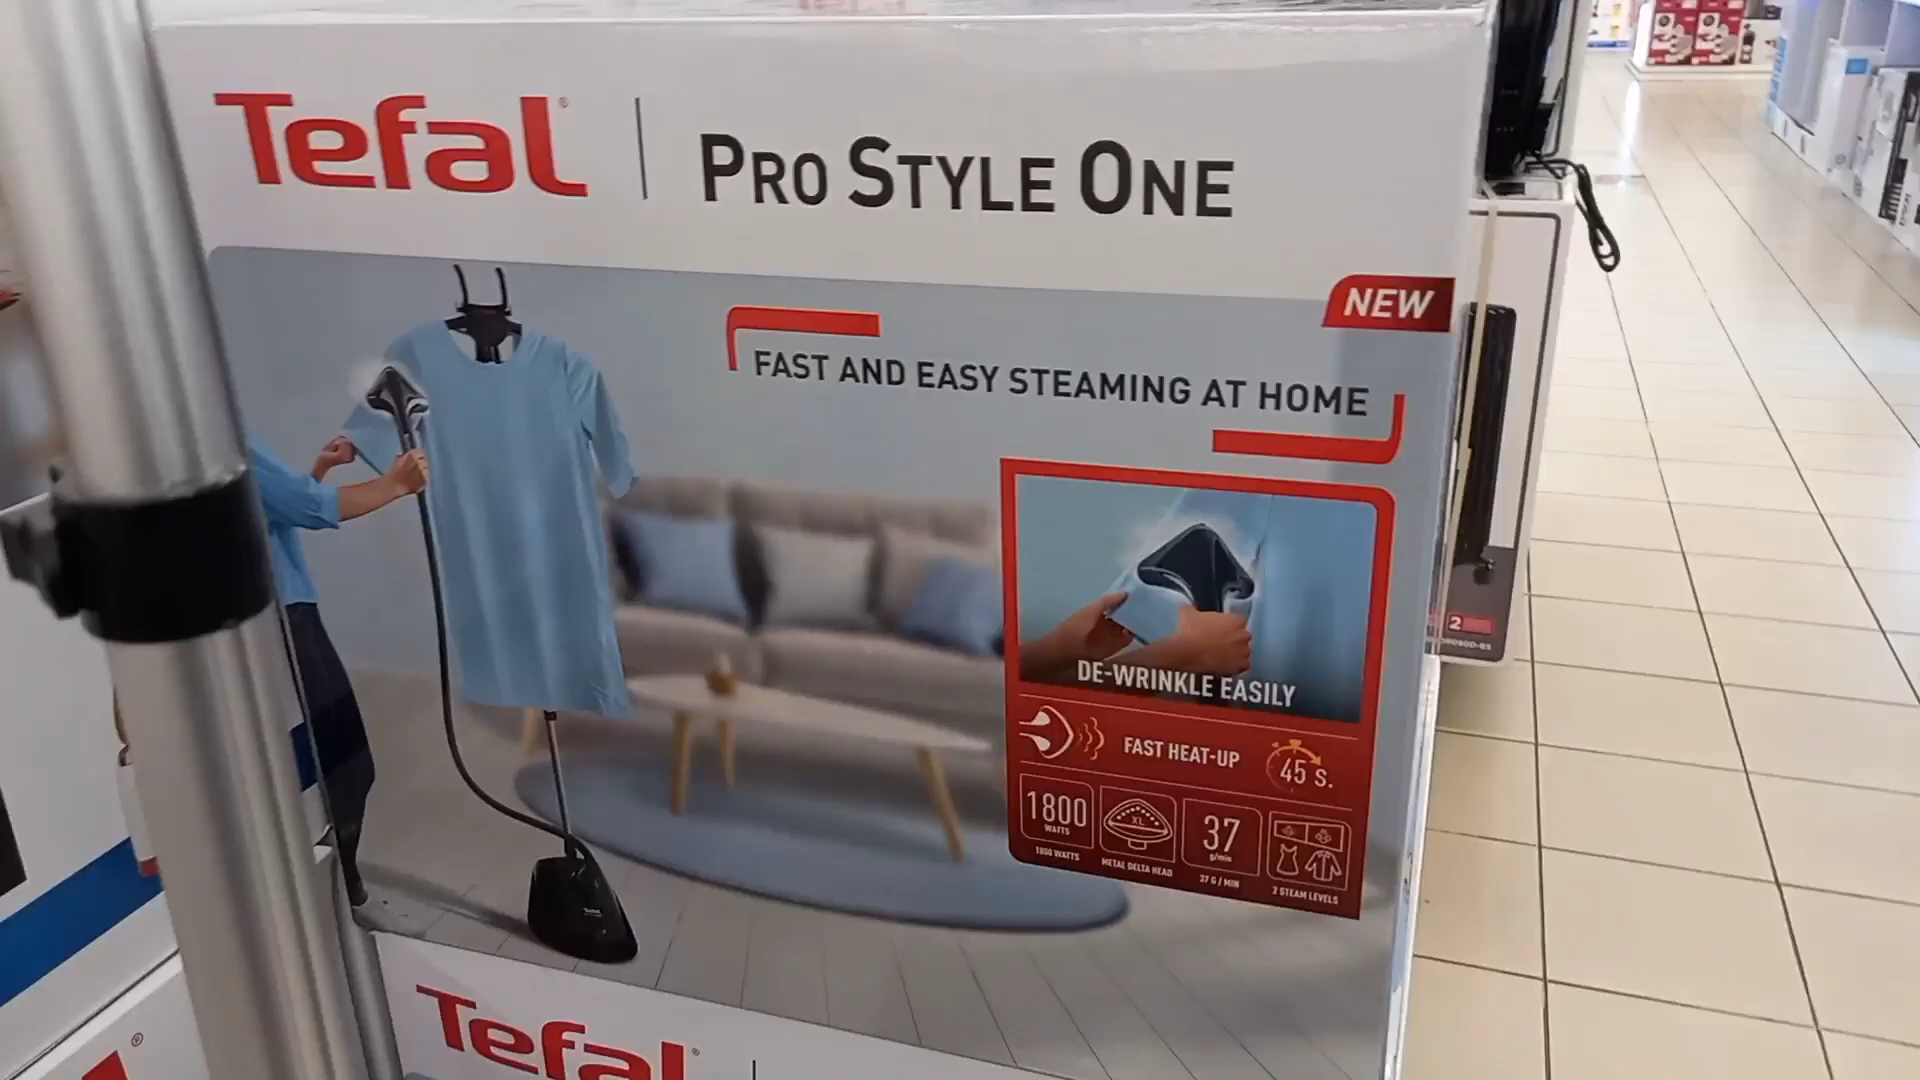 Tefal®
PRO STYLE ONE
NEW
FAST AND EASY STEAMING AT HOME
DE-WRINKLE EASILY
FAST HEAT-UP
45 s.
1800
WATTS
1800 WATTS
XL
METAL DELTA HEAD
37
g/min
37 G / MIN
2 STEAM LEVELS
Tefal
2
Tefal®